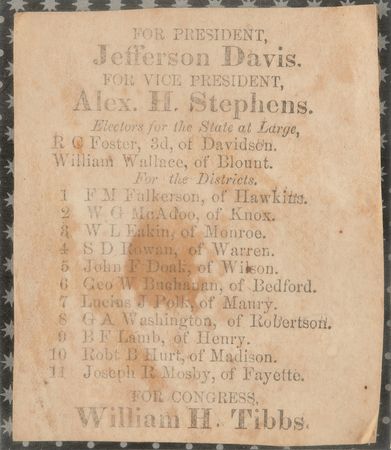 FOR PRESIDENT,
Jefferson Davis.
FOR VICE PRESIDENT,
Alex. H. Stephens.
Electors for the State at Large,
R C Foster, 3d, of Davidson.
William Wallace, of Blount.
For the Districts.
1 F M Fulkerson, of Hawkins.
2 W G McAdoo, of Knox.
3 W L Eakin, of Monroe.
4 S D Rowan, of Warren.
5 John F Doak, of Wilson.
6 Geo W Buchanan, of Bedford.
7 Lucius J Polk, of Maury.
8 G A Washington, of Robertson.
9 B F Lamb, of Henry.
10 Robt B Hurt, of Madison.
11 Joseph R Mosby, of Fayette.
FOR CONGRESS,
William H. Tibbs.